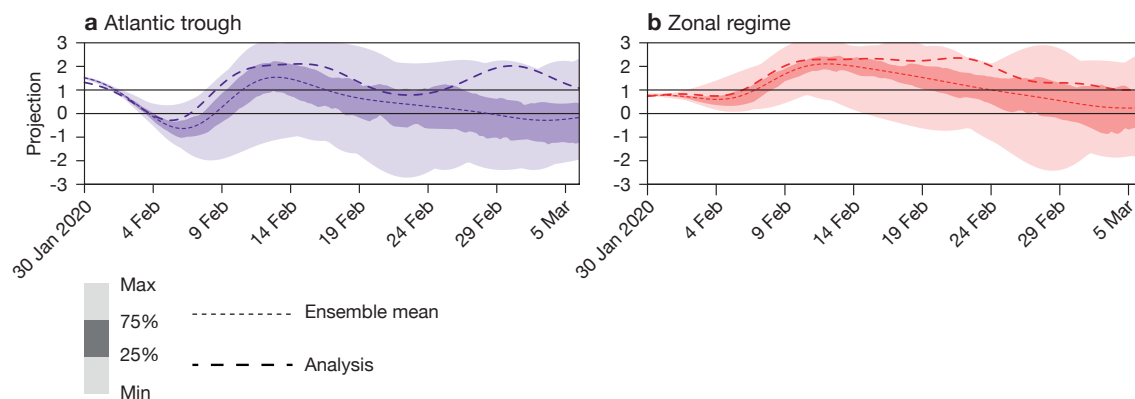 a Atlantic trough
b Zonal regime
Projection
3
2
1
0
-1
-2
-3
3
2
1
0
-1
-2
-3
30 Jan 2020
4 Feb
9 Feb
14 Feb
19 Feb
24 Feb
29 Feb
5 Mar
30 Jan 2020
4 Feb
9 Feb
14 Feb
19 Feb
24 Feb
29 Feb
5 Mar
Max
75%
25%
Min
Ensemble mean
Analysis